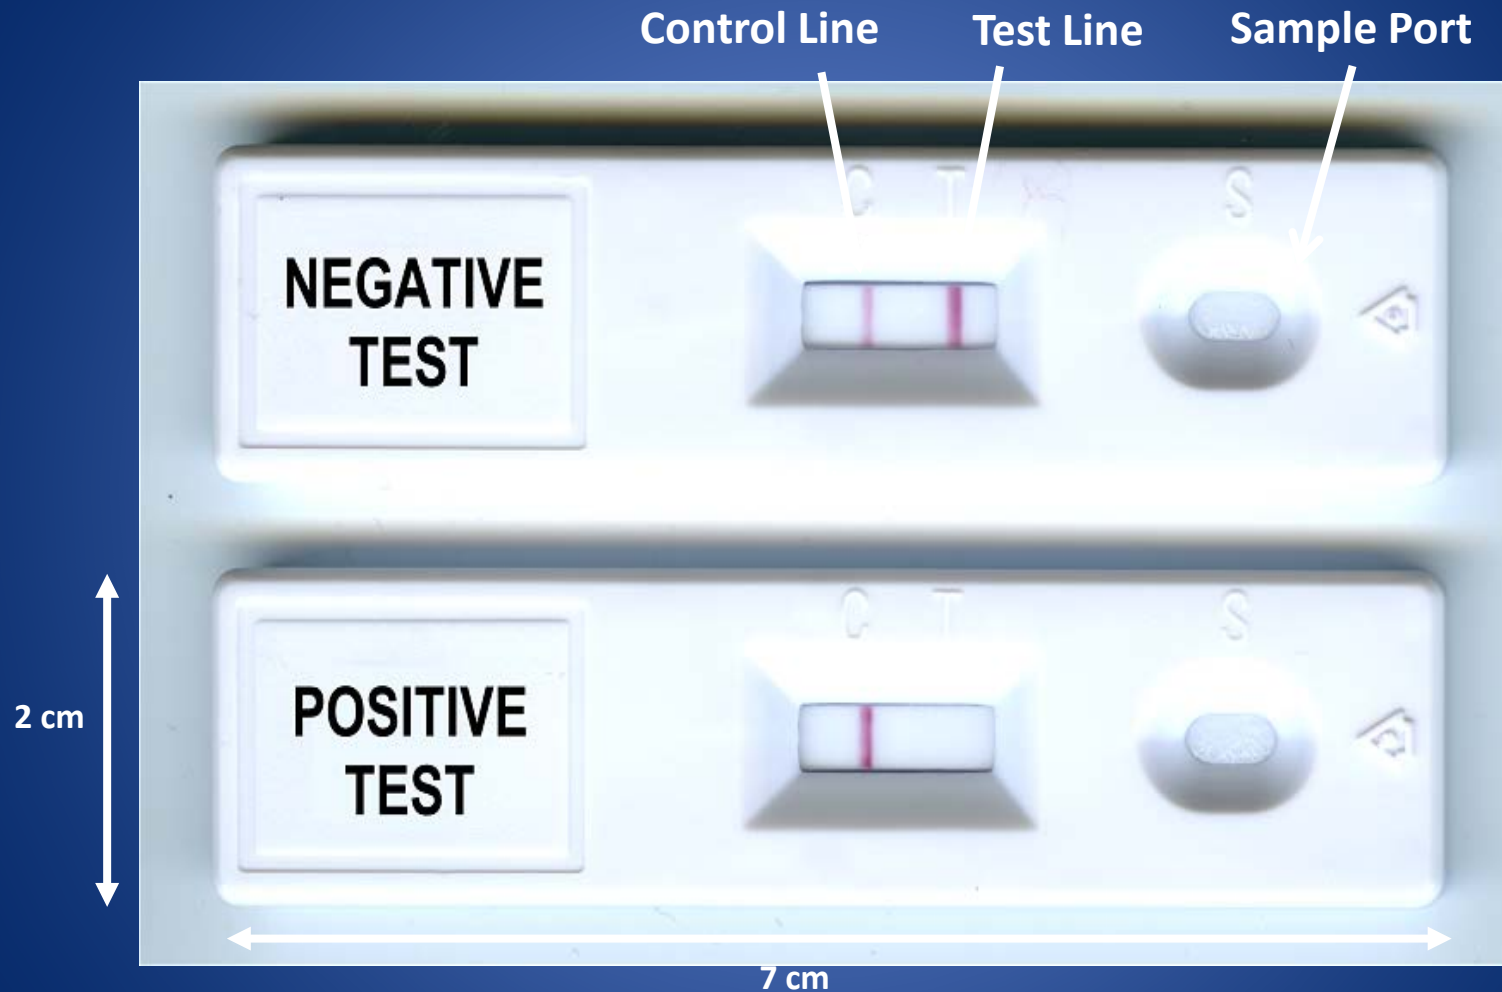 Control Line Test Line Sample Port
C T S
NEGATIVE
TEST
C T S
POSITIVE
TEST
2 cm
7 cm